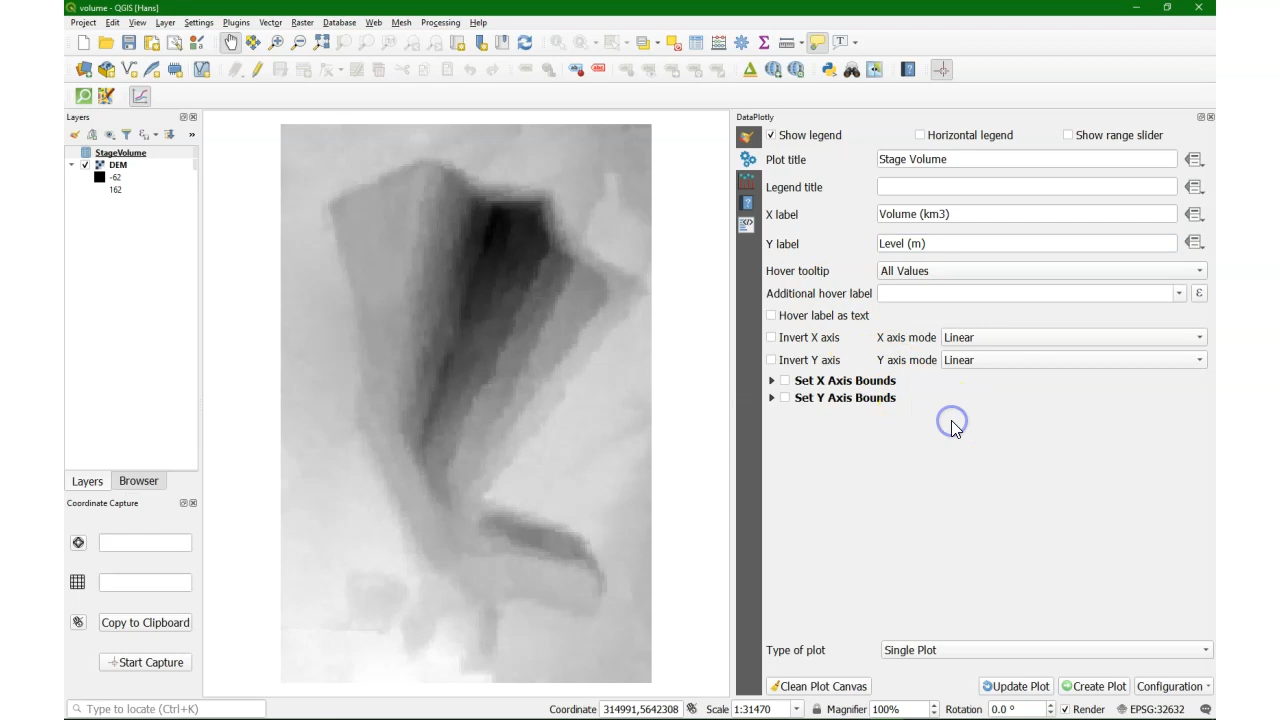 volume - QGIS [Hans]
Project Edit View Layer Settings Plugins Vector Raster Database Web Mesh Processing Help
Layers
StageVolume
DEM
-62
162
Layers Browser
Coordinate Capture
Copy to Clipboard
Start Capture
DataPlotly
Show legend Horizontal legend Show range slider
Plot title Stage Volume
Legend title
X label Volume (km3)
Y label Level (m)
Hover tooltip All Values
Additional hover label ε
Hover label as text
Invert X axis X axis mode Linear
Invert Y axis Y axis mode Linear
Set X Axis Bounds
Set Y Axis Bounds
Type of plot Single Plot
Clean Plot Canvas Update Plot Create Plot Configuration
Type to locate (Ctrl+K) Coordinate 314991,5642308 Scale 1:31470 Magnifier 100% Rotation 0.0 ° Render EPSG:32632